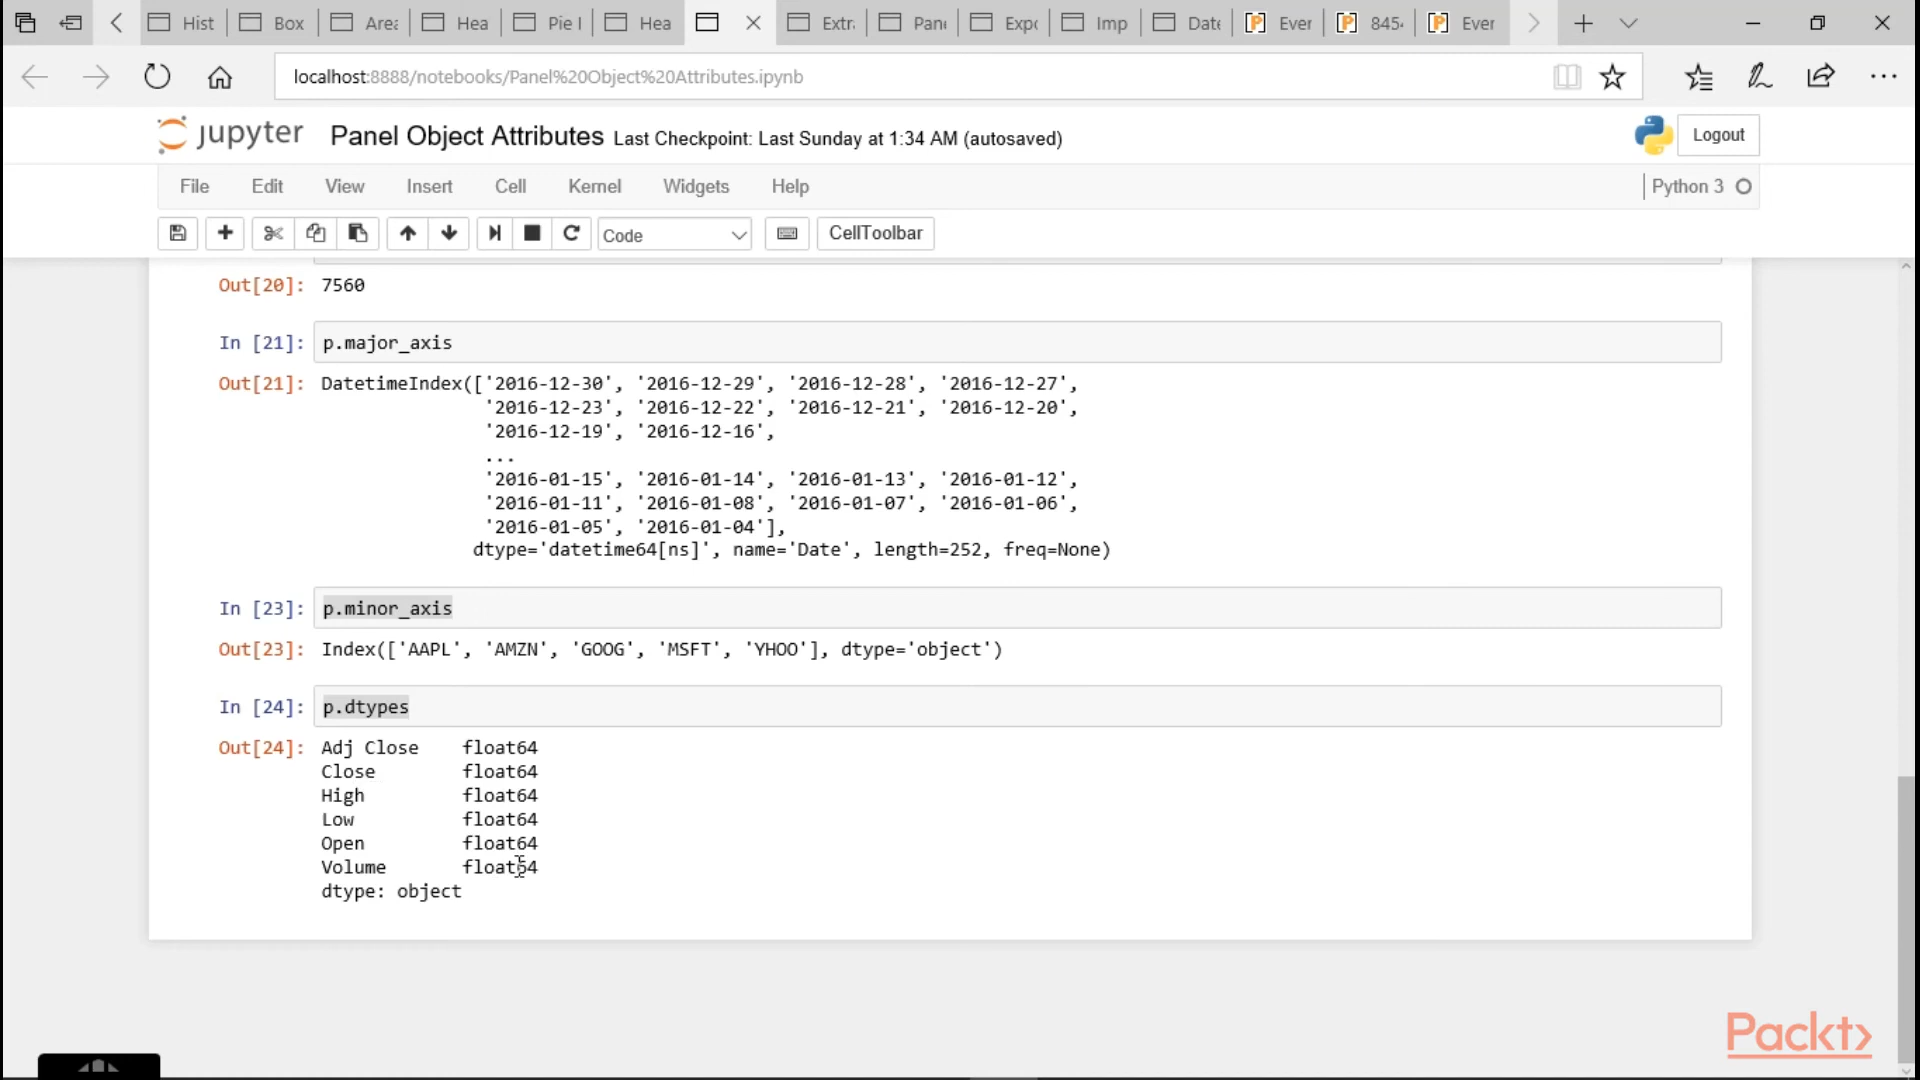 Hist
Box
Area
Hea
Pie
Hea
Extr
Pan
Exp
Imp
Date
Ever
845
Ever
localhost:8888/notebooks/Panel%20Object%20Attributes.ipynb
jupyter Panel Object Attributes Last Checkpoint: Last Sunday at 1:34 AM (autosaved)
Logout
File Edit View Insert Cell Kernel Widgets Help
Python 3
Code
CellToolbar
Out[20]: 7560
In [21]: p.major_axis
Out[21]: DatetimeIndex(['2016-12-30', '2016-12-29', '2016-12-28', '2016-12-27',
'2016-12-23', '2016-12-22', '2016-12-21', '2016-12-20',
'2016-12-19', '2016-12-16',
...
'2016-01-15', '2016-01-14', '2016-01-13', '2016-01-12',
'2016-01-11', '2016-01-08', '2016-01-07', '2016-01-06',
'2016-01-05', '2016-01-04'],
dtype='datetime64[ns]', name='Date', length=252, freq=None)
In [23]: p.minor_axis
Out[23]: Index(['AAPL', 'AMZN', 'GOOG', 'MSFT', 'YHOO'], dtype='object')
In [24]: p.dtypes
Out[24]: Adj Close float64
Close float64
High float64
Low float64
Open float64
Volume float64
dtype: object
Packt>